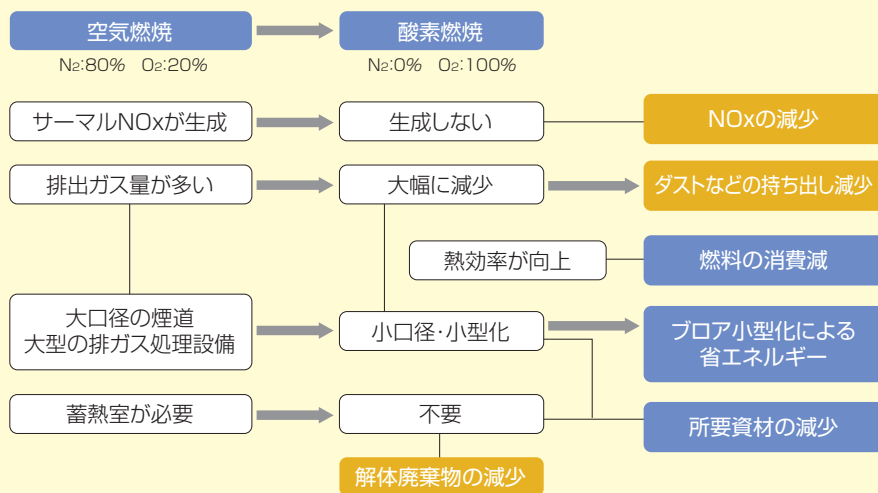 空気燃焼
酸素燃焼
N2:80% O2:20%
N2:0% O2:100%
サーマルNOxが生成
生成しない
NOxの減少
排出ガス量が多い
大幅に減少
ダストなどの持ち出し減少
熱効率が向上
燃料の消費減
大口径の煙道
大型の排ガス処理設備
小口径・小型化
ブロア小型化による
省エネルギー
蓄熱室が必要
不要
所要資材の減少
解体廃棄物の減少